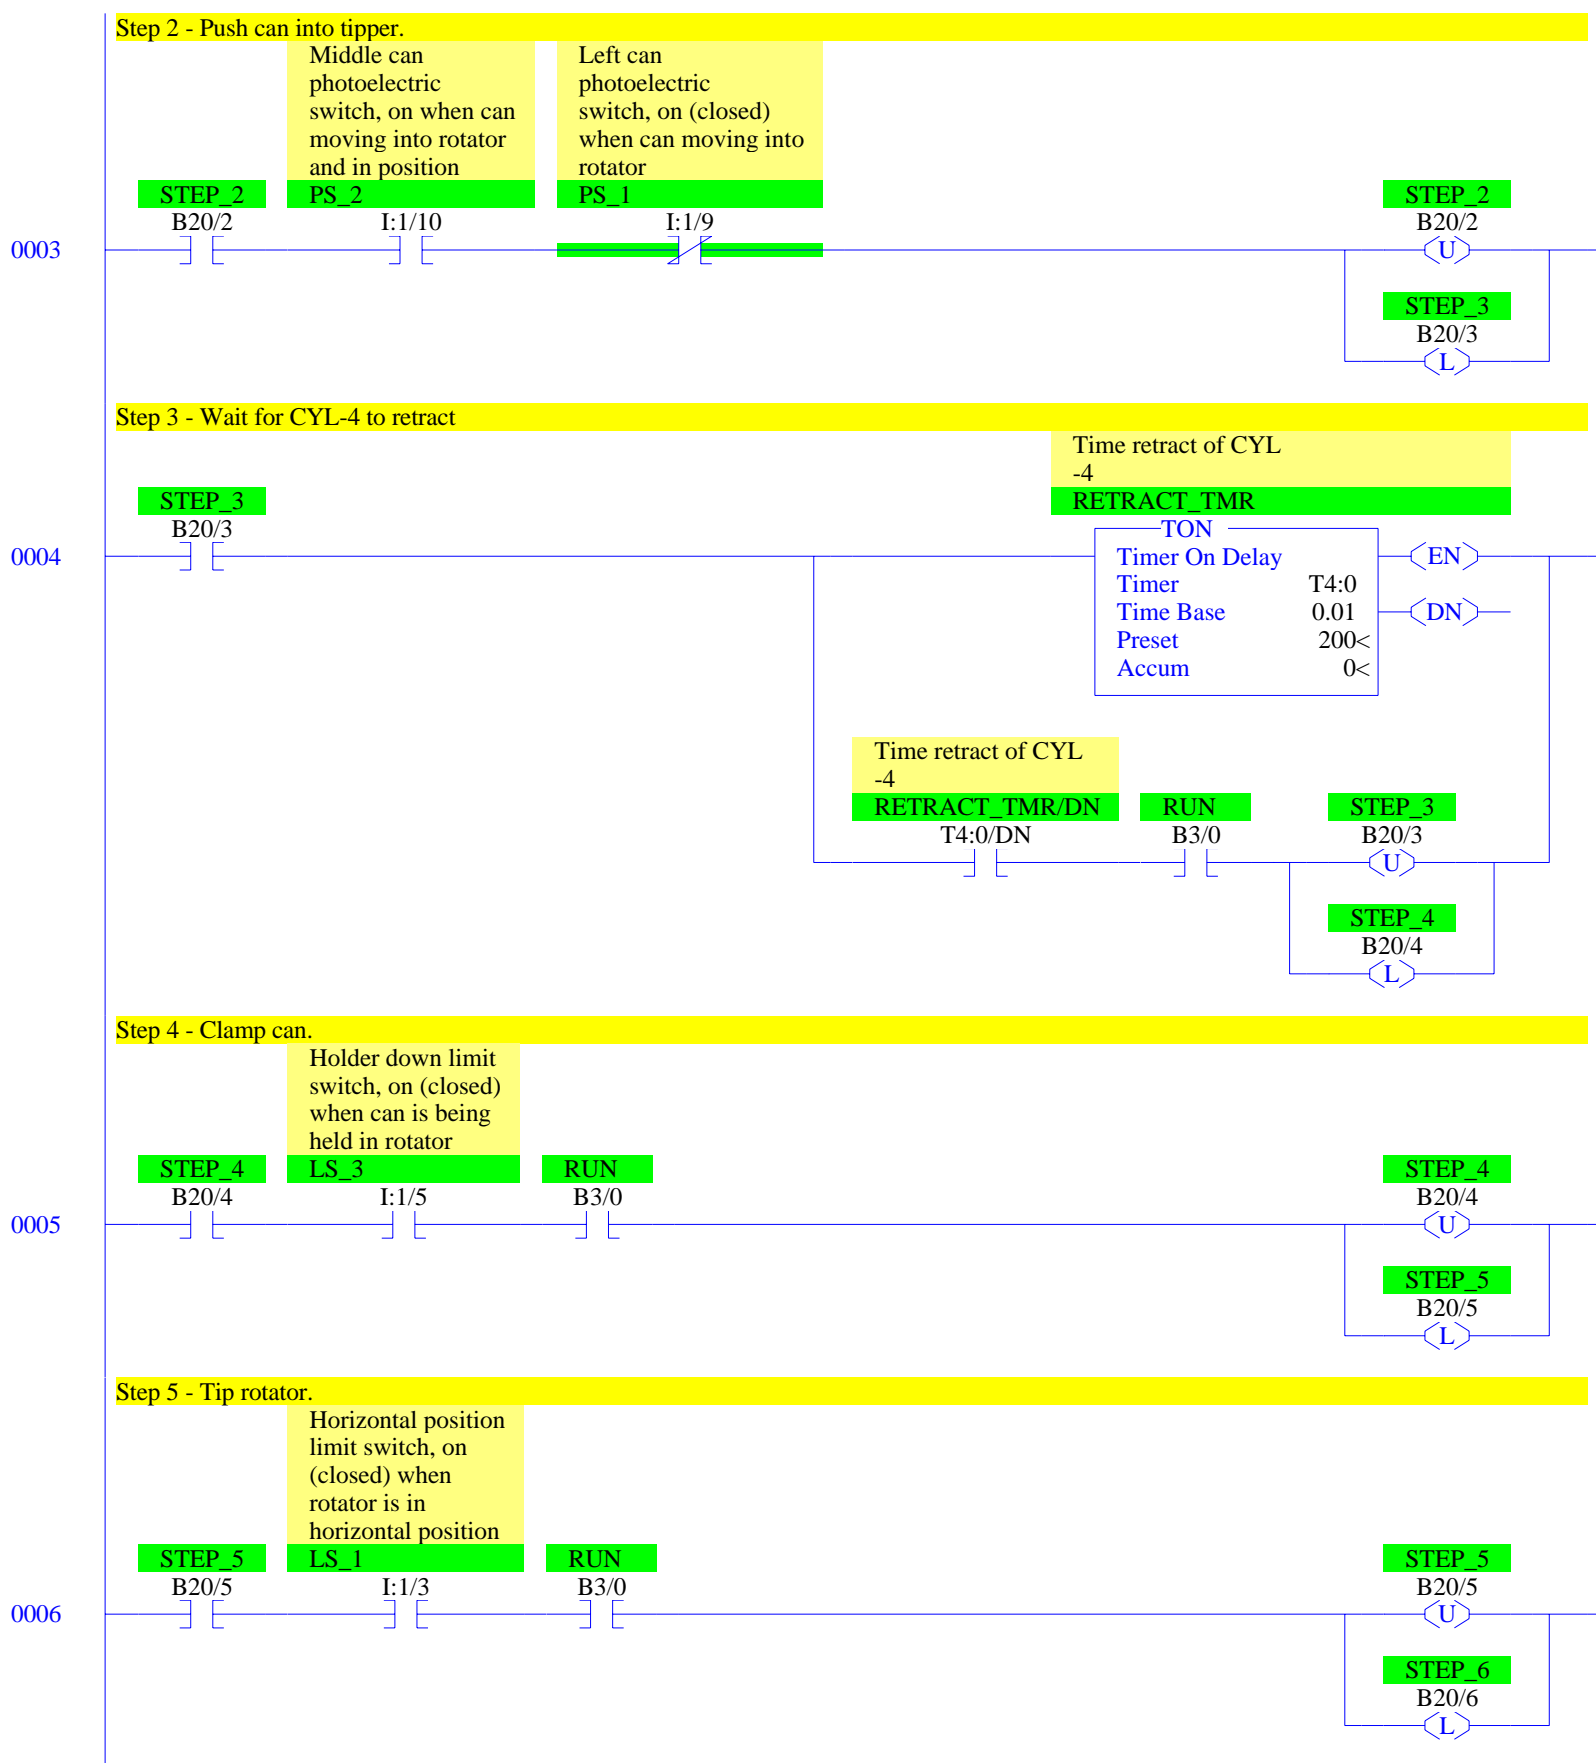 Step 2 - Push can into tipper.
Middle can
photoelectric
switch, on when can
moving into rotator
and in position
Left can
photoelectric
switch, on (closed)
when can moving into
rotator
STEP_2 PS_2 PS_1 STEP_2
B20/2 I:1/10 I:1/9 B20/2
0003 U
STEP_3
B20/3
L
Step 3 - Wait for CYL-4 to retract
Time retract of CYL
-4
STEP_3 RETRACT_TMR
B20/3 TON
0004 Timer On Delay EN
Timer T4:0
Time Base 0.01 DN
Preset 200<
Accum 0<
Time retract of CYL
-4
RETRACT_TMR/DN RUN STEP_3
T4:0/DN B3/0 B20/3
U
STEP_4
B20/4
L
Step 4 - Clamp can.
Holder down limit
switch, on (closed)
when can is being
held in rotator
STEP_4 LS_3 RUN STEP_4
B20/4 I:1/5 B3/0 B20/4
0005 U
STEP_5
B20/5
L
Step 5 - Tip rotator.
Horizontal position
limit switch, on
(closed) when
rotator is in
horizontal position
STEP_5 LS_1 RUN STEP_5
B20/5 I:1/3 B3/0 B20/5
0006 U
STEP_6
B20/6
L